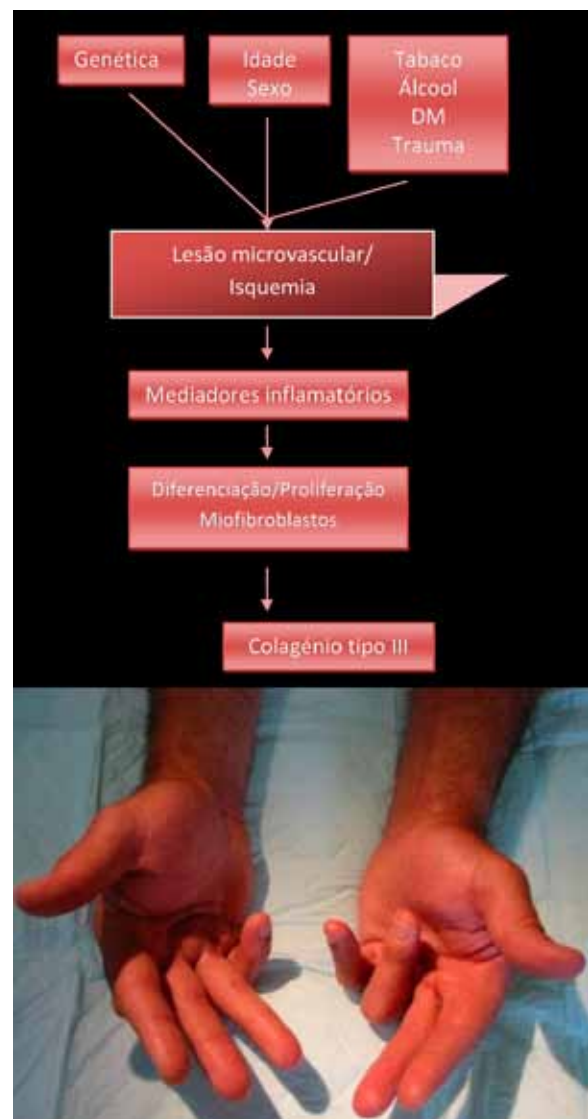 Genética
Idade
Sexo
Tabaco
Álcool
DM
Trauma
Lesão microvascular/
Isquemia
Mediadores inflamatórios
Diferenciação/Proliferação
Miofibroblastos
Colagénio tipo III